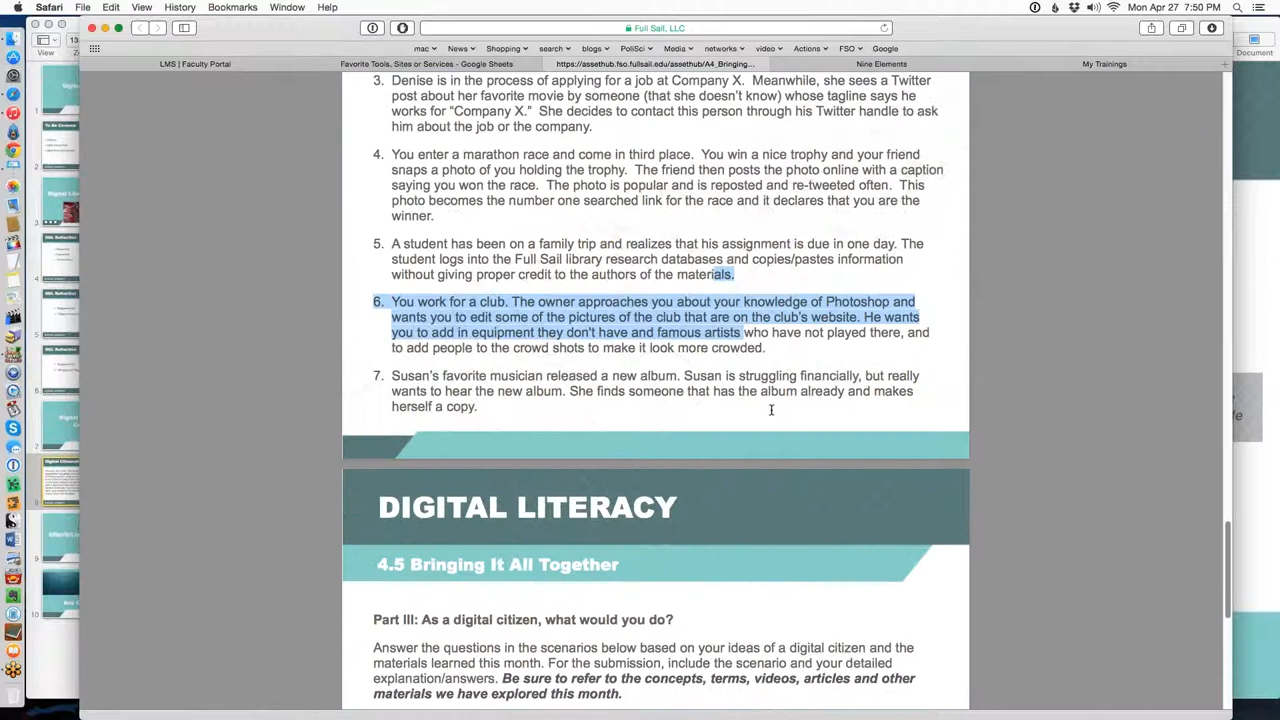 Safari File Edit View History Bookmarks Window Help Mon Apr 27 7:50 PM
Full Sail, LLC
View
mac News Shopping search blogs PoliSci Media networks video Actions FSO Google
Document
LMS | Faculty Portal Favorite Tools, Sites or Services - Google Sheets s://assethub.fso.fullsail.edu/assethub/A4_Bringing... Nine Elements My Trainings
3. Denise is in the process of applying for a job at Company X. Meanwhile, she sees a Twitter
post about her favorite movie by someone (that she doesn't know) whose tagline says he
works for "Company X." She decides to contact this person through his Twitter handle to ask
him about the job or the company.
4. You enter a marathon race and come in third place. You win a nice trophy and your friend
snaps a photo of you holding the trophy. The friend then posts the photo online with a caption
saying you won the race. The photo is popular and is reposted and re-tweeted often. This
photo becomes the number one searched link for the race and it declares that you are the
winner.
5. A student has been on a family trip and realizes that his assignment is due in one day. The
student logs into the Full Sail library research databases and copies/pastes information
without giving proper credit to the authors of the materials.
6. You work for a club. The owner approaches you about your knowledge of Photoshop and
wants you to edit some of the pictures of the club that are on the club's website. He wants
you to add in equipment they don't have and famous artists who have not played there, and
to add people to the crowd shots to make it look more crowded.
7. Susan's favorite musician released a new album. Susan is struggling financially, but really
wants to hear the new album. She finds someone that has the album already and makes
herself a copy.
DIGITAL LITERACY
4.5 Bringing It All Together
Part III: As a digital citizen, what would you do?
Answer the questions in the scenarios below based on your ideas of a digital citizen and the
materials learned this month. For the submission, include the scenario and your detailed
explanation/answers. Be sure to refer to the concepts, terms, videos, articles and other
materials we have explored this month.